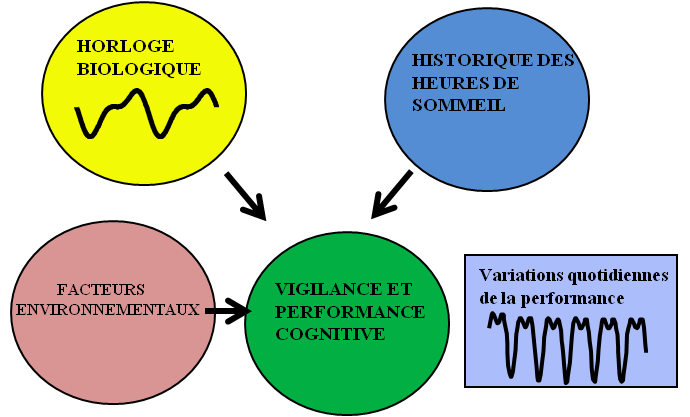 HORLOGE
BIOLOGIQUE
HISTORIQUE DES
HEURES DE
SOMMEIL
FACTEURS
ENVIRONNEMENTAUX
VIGILANCE ET
PERFORMANCE
COGNITIVE
Variations quotidiennes
de la performance